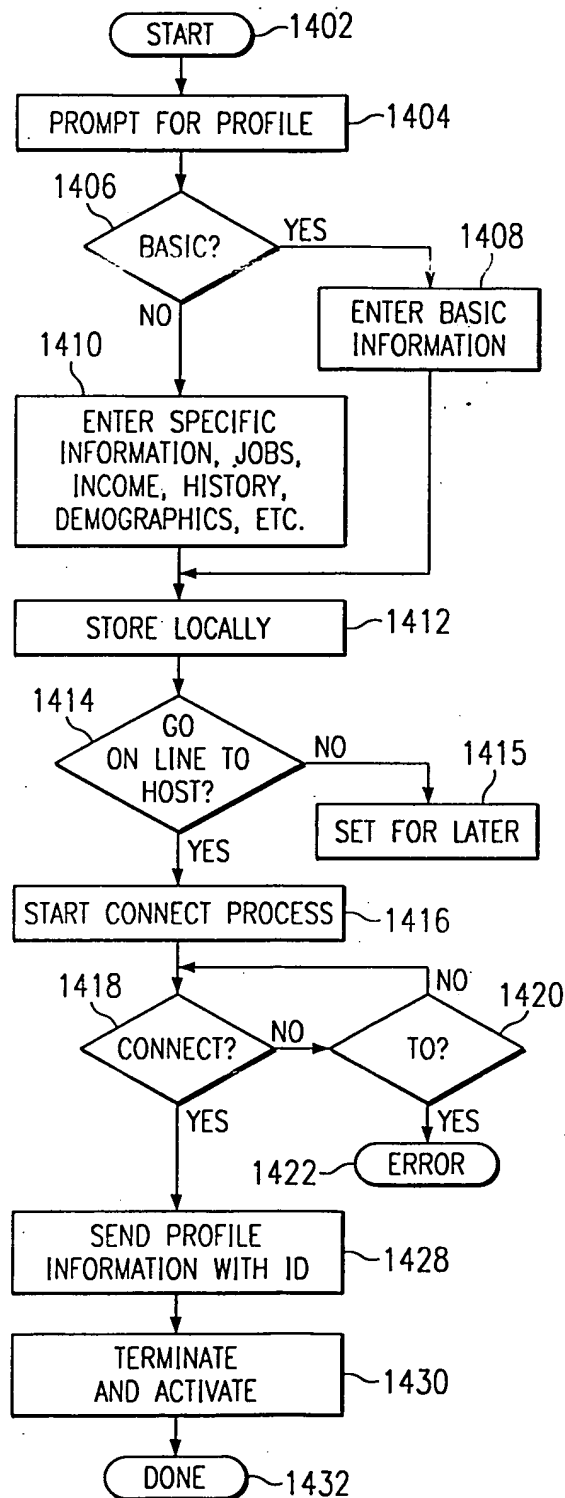 START
1402
PROMPT FOR PROFILE
1404
1406
BASIC?
YES
NO
1408
ENTER BASIC
INFORMATION
1410
ENTER SPECIFIC
INFORMATION, JOBS,
INCOME, HISTORY,
DEMOGRAPHICS, ETC.
STORE LOCALLY
1412
1414
GO
ON LINE TO
HOST?
NO
YES
1415
SET FOR LATER
START CONNECT PROCESS
1416
1418
CONNECT?
NO
YES
NO
1420
TO?
YES
1422
ERROR
SEND PROFILE
INFORMATION WITH ID
1428
TERMINATE
AND ACTIVATE
1430
DONE
1432